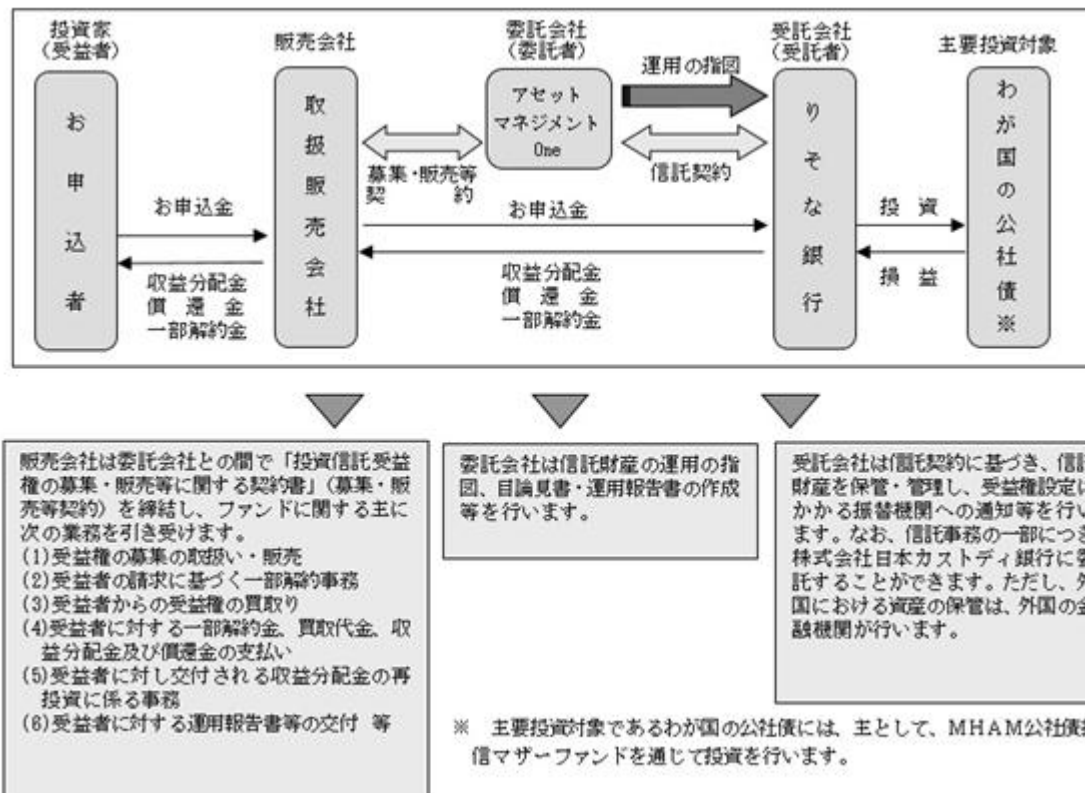 投資家
（受益者）
販売会社
委託会社
（委託者）
受託会社
（受託者）
主要投資対象
お申込者
取扱販売会社
アセット
マネジメント
One
りそな銀行
わが国の公社債※
運用の指図
募集・販売等
契約
信託契約
お申込金
お申込金
投資
損益
収益分配金
償還金
一部解約金
収益分配金
償還金
一部解約金
販売会社は委託会社との間で「投資信託受益
権の募集・販売等に関する契約書」（募集・販
売等契約）を締結し、ファンドに関する主に
次の業務を引き受けます。
(1)受益権の募集の取扱い・販売
(2)受益者の請求に基づく一部解約事務
(3)受益者からの受益権の買取り
(4)受益者に対する一部解約金、買取代金、収
益分配金及び償還金の支払い
(5)受益者に対し交付される収益分配金の再
投資に係る事務
(6)受益者に対する運用報告書等の交付 等
委託会社は信託財産の運用の指
図、目論見書・運用報告書の作成
等を行います。
受託会社は信託契約に基づき、信託
財産を保管・管理し、受益権設定に
かかる振替機関への通知等を行い
ます。なお、信託事務の一部につき
株式会社日本カストディ銀行に委
託することができます。ただし、外
国における資産の保管は、外国の金
融機関が行います。
※ 主要投資対象であるわが国の公社債には、主として、ＭＨＡＭ公社債投
信マザーファンドを通じて投資を行います。